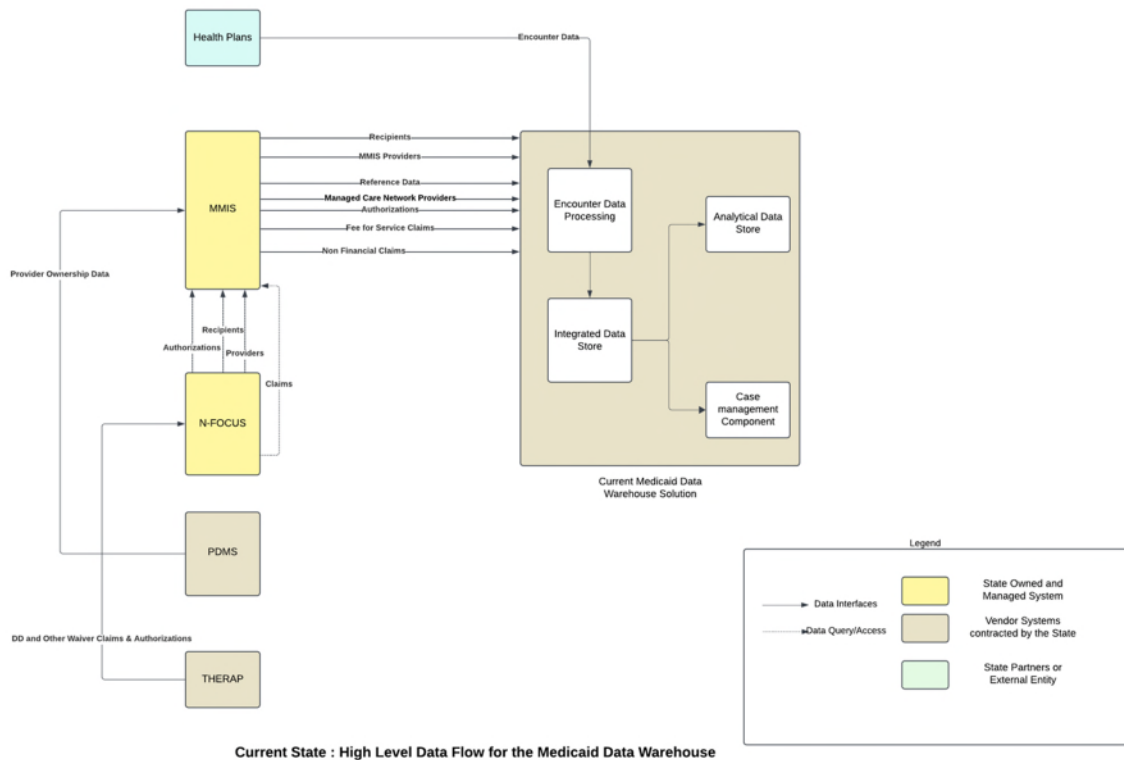 Health Plans
Encounter Data
MMIS
Recipients
MMIS Providers
Reference Data
Managed Care Network Providers
Authorizations
Fee for Service Claims
Non Financial Claims
Encounter Data
Processing
Analytical Data
Store
Provider Ownership Data
Integrated Data
Store
Recipients
Authorizations
Providers
Claims
N-FOCUS
Case
management
Component
Current Medicaid Data
Warehouse Solution
PDMS
DD and Other Waiver Claims & Authorizations
THERAP
Legend
Data Interfaces
Data Query/Access
State Owned and
Managed System
Vendor Systems
contracted by the State
State Partners or
External Entity
Current State : High Level Data Flow for the Medicaid Data Warehouse